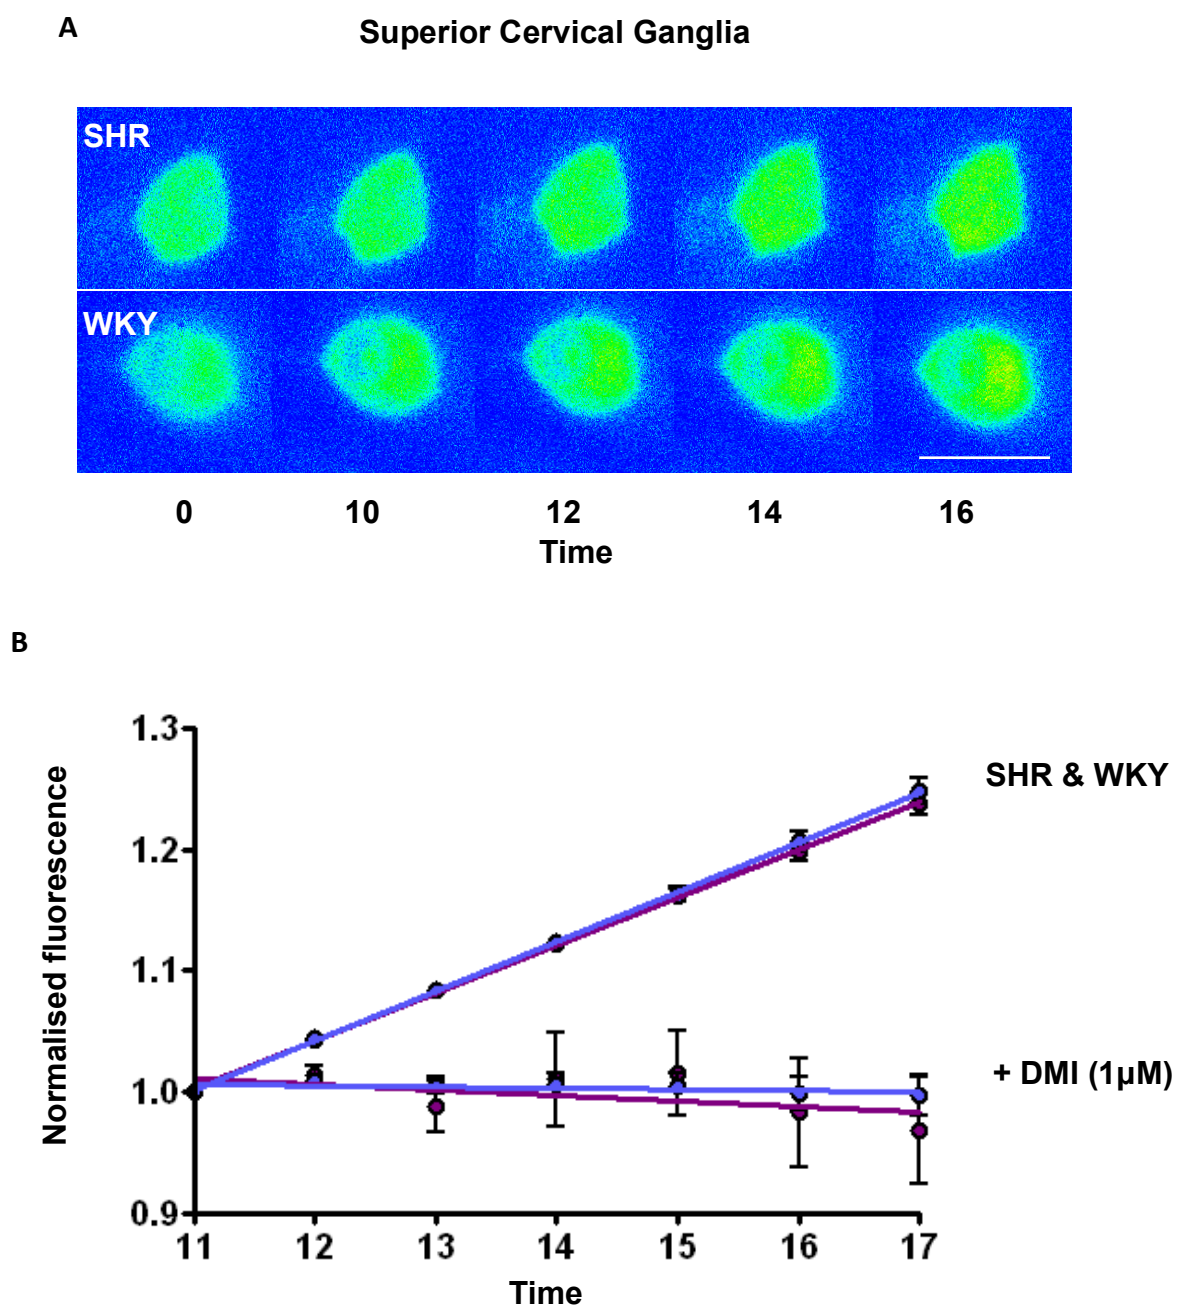 A
Superior Cervical Ganglia
SHR
WKY
0 10 12 14 16
Time
B
1.3
1.2
1.1
1.0
0.9
Normalised fluorescence
SHR & WKY
+ DMI (1µM)
11 12 13 14 15 16 17
Time